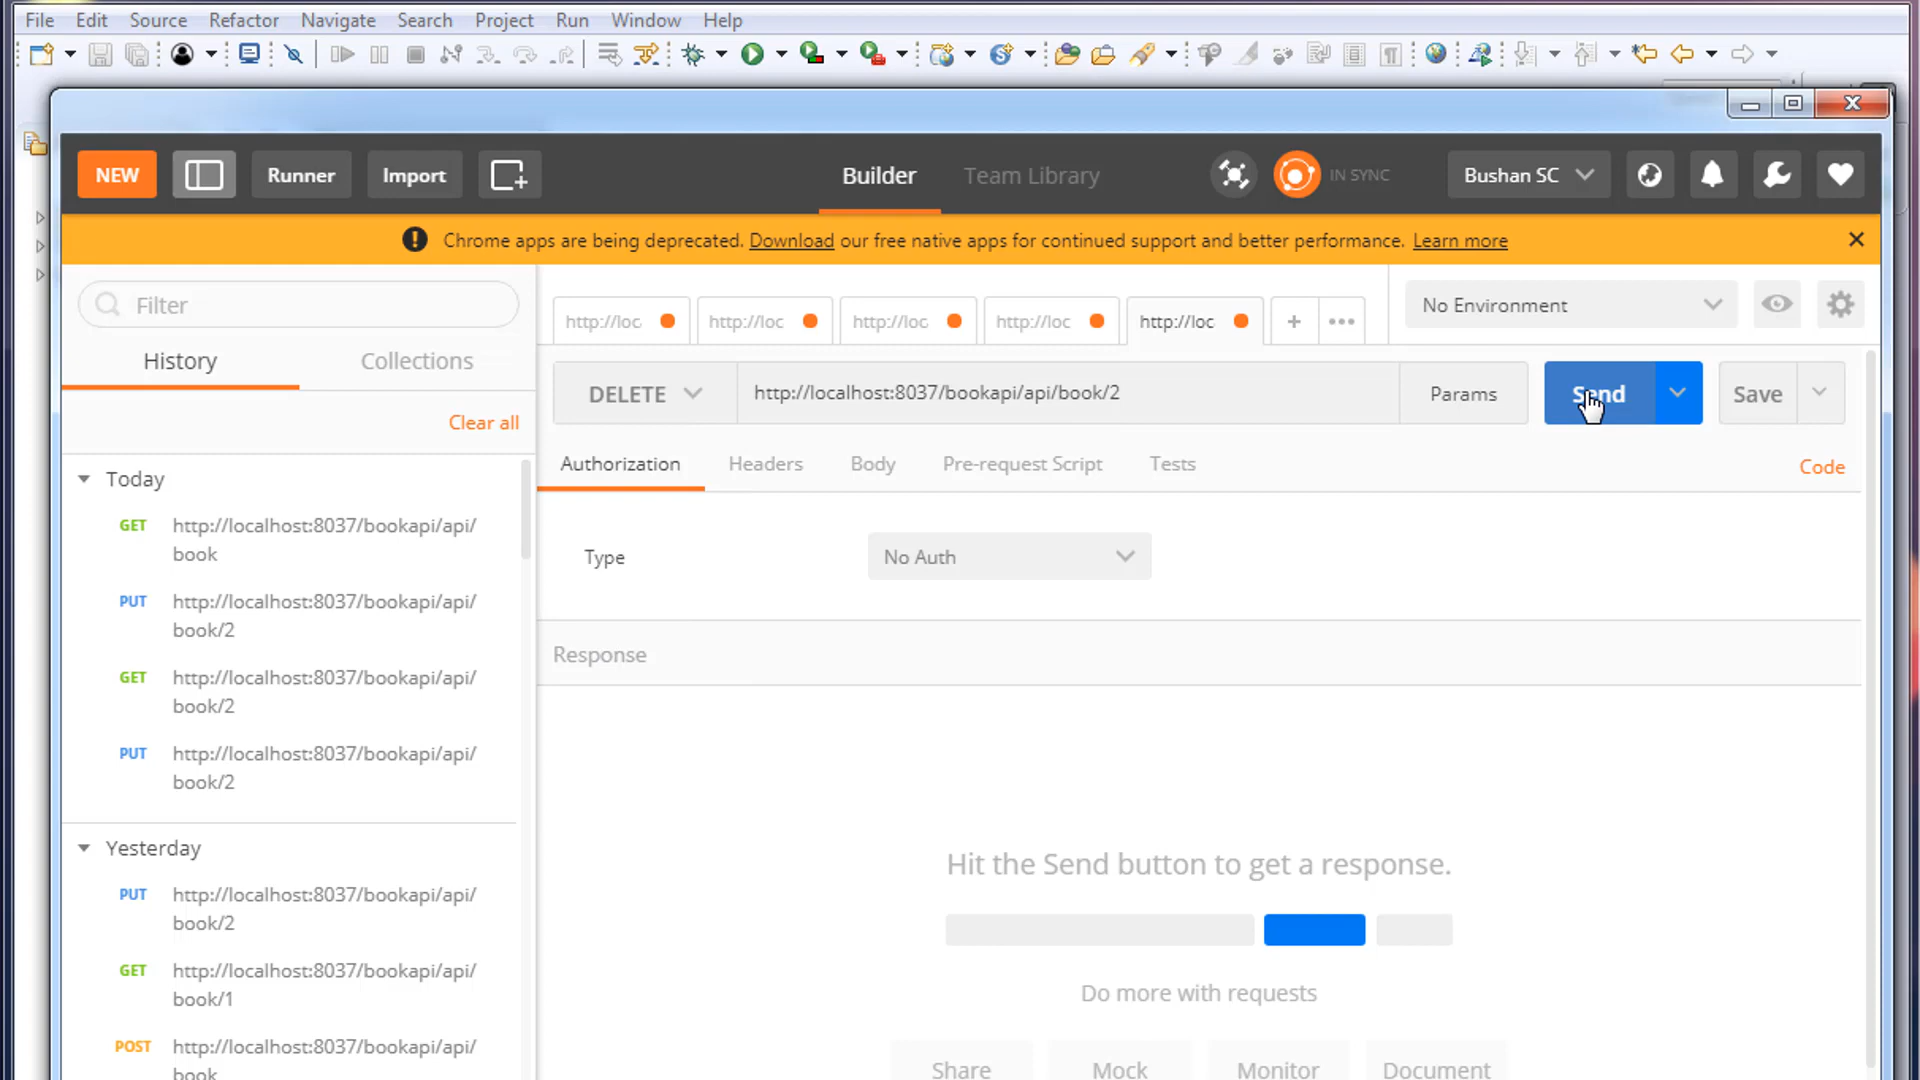 File Edit Source Refactor Navigate Search Project Run Window Help
NEW Runner Import Builder Team Library IN SYNC Bushan SC
Chrome apps are being deprecated. Download our free native apps for continued support and better performance. Learn more
Filter
http://loc http://loc http://loc http://loc http://loc + No Environment
History Collections
DELETE http://localhost:8037/bookapi/api/book/2 Params Send Save
Clear all
Authorization Headers Body Pre-request Script Tests Code
Today
GET http://localhost:8037/bookapi/api/
book
Type No Auth
PUT http://localhost:8037/bookapi/api/
book/2
Response
GET http://localhost:8037/bookapi/api/
book/2
PUT http://localhost:8037/bookapi/api/
book/2
Yesterday
Hit the Send button to get a response.
PUT http://localhost:8037/bookapi/api/
book/2
GET http://localhost:8037/bookapi/api/
book/1
Do more with requests
POST http://localhost:8037/bookapi/api/
book
Share Mock Monitor Document